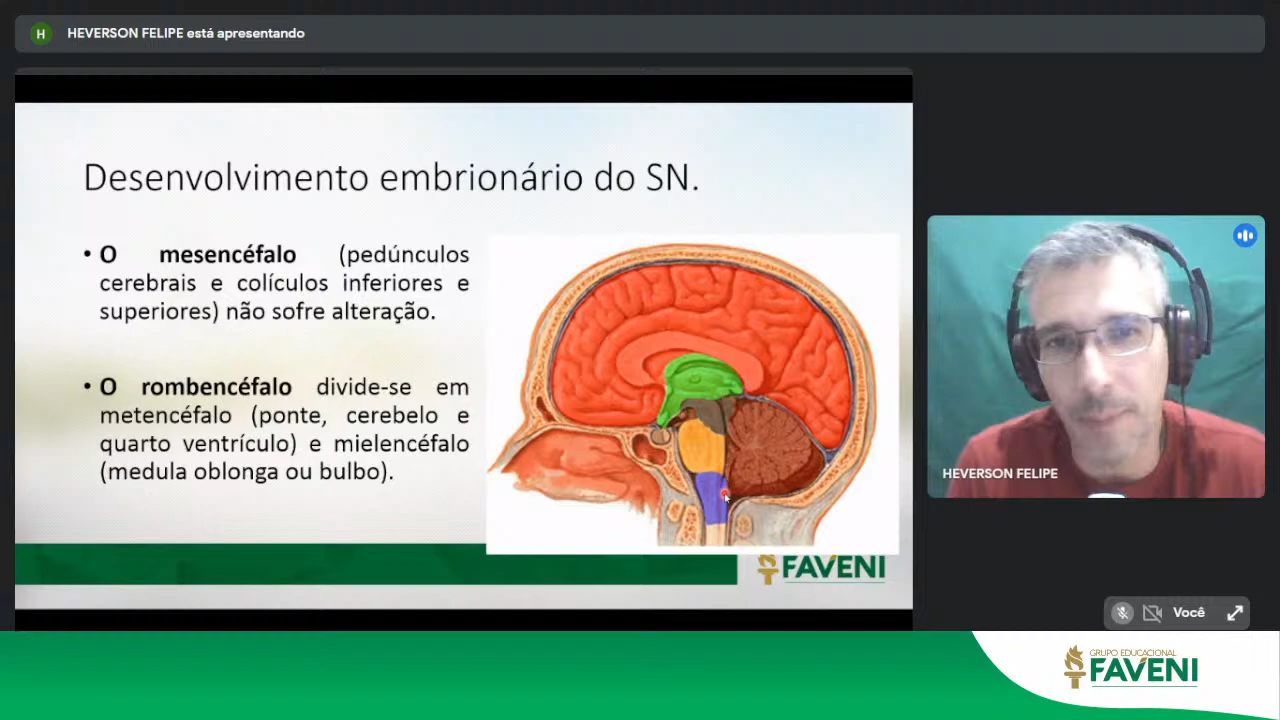 H
HEVERSON FELIPE está apresentando
Desenvolvimento embrionário do SN.
• O mesencéfalo (pedúnculos
cerebrais e colículos inferiores e
superiores) não sofre alteração.
• O rombencéfalo divide-se em
metencéfalo (ponte, cerebelo e
quarto ventrículo) e mielencéfalo
(medula oblonga ou bulbo).
FAVENI
HEVERSON FELIPE
Você
GRUPO EDUCACIONAL
FAVENI